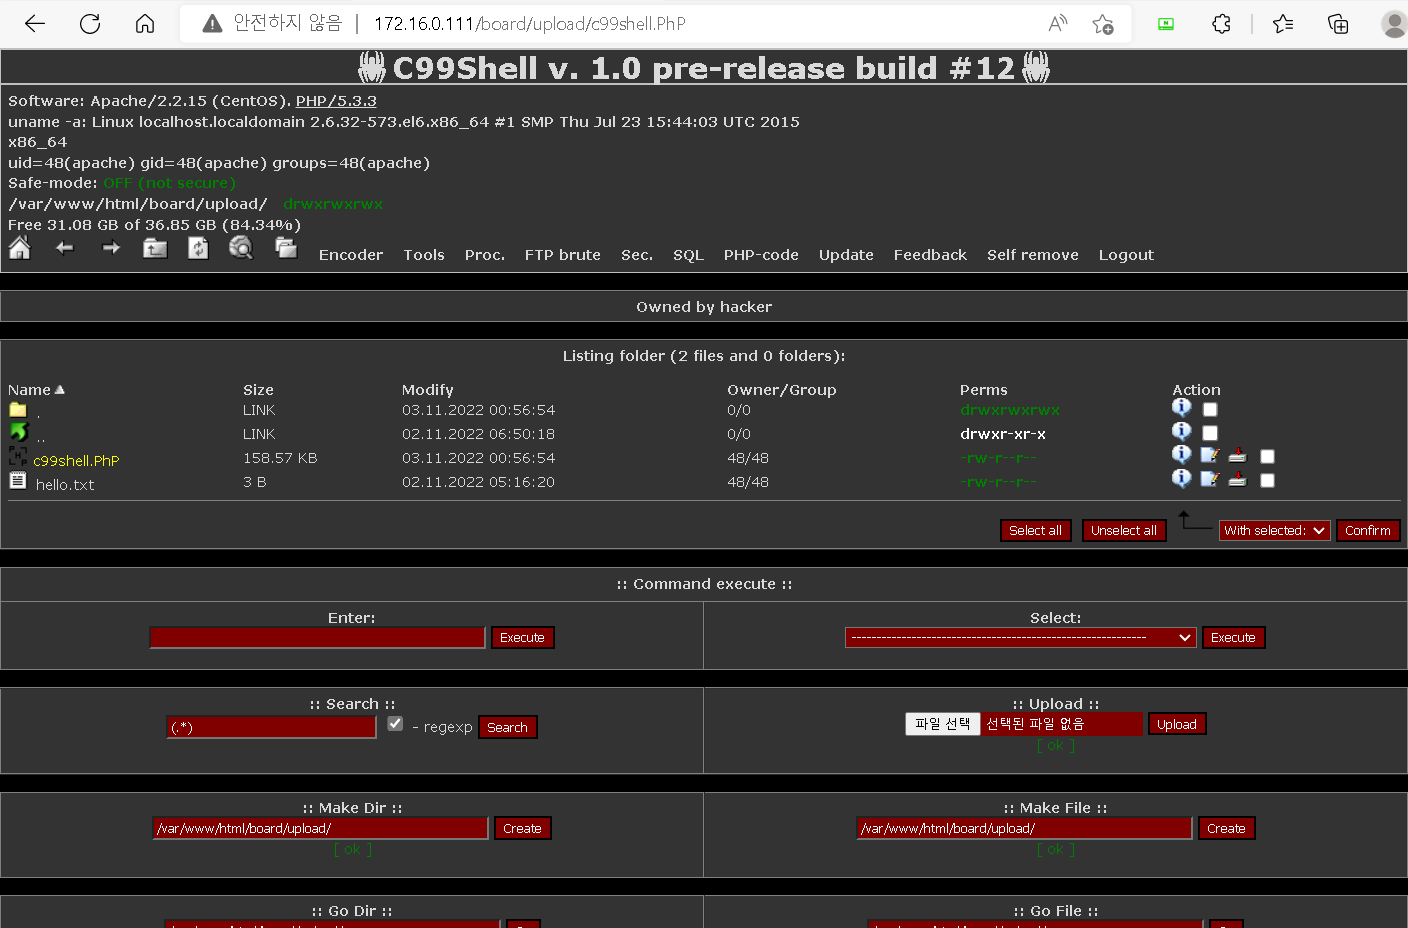 안전하지 않음 | 172.16.0.111/board/upload/c99shell.PhP
C99Shell v. 1.0 pre-release build #12
Software: Apache/2.2.15 (CentOS). PHP/5.3.3
uname -a: Linux localhost.localdomain 2.6.32-573.el6.x86_64 #1 SMP Thu Jul 23 15:44:03 UTC 2015
x86_64
uid=48(apache) gid=48(apache) groups=48(apache)
Safe-mode: OFF (not secure)
/var/www/html/board/upload/ drwxrwxrwx
Free 31.08 GB of 36.85 GB (84.34%)
Encoder Tools Proc. FTP brute Sec. SQL PHP-code Update Feedback Self remove Logout
Owned by hacker
Listing folder (2 files and 0 folders):
Name Size Modify Owner/Group Perms Action
. LINK 03.11.2022 00:56:54 0/0 drwxrwxrwx
.. LINK 02.11.2022 06:50:18 0/0 drwxr-xr-x
c99shell.PhP 158.57 KB 03.11.2022 00:56:54 48/48 -rw-r--r--
hello.txt 3 B 02.11.2022 05:16:20 48/48 -rw-r--r--
Select all Unselect all With selected: Confirm
:: Command execute ::
Enter: Select:
Execute ----------------------------------------------------------- Execute
:: Search :: :: Upload ::
(.*) - regexp Search 파일 선택 선택된 파일 없음 Upload
[ ok ]
:: Make Dir :: :: Make File ::
/var/www/html/board/upload/ Create /var/www/html/board/upload/ Create
[ ok ] [ ok ]
:: Go Dir :: :: Go File ::